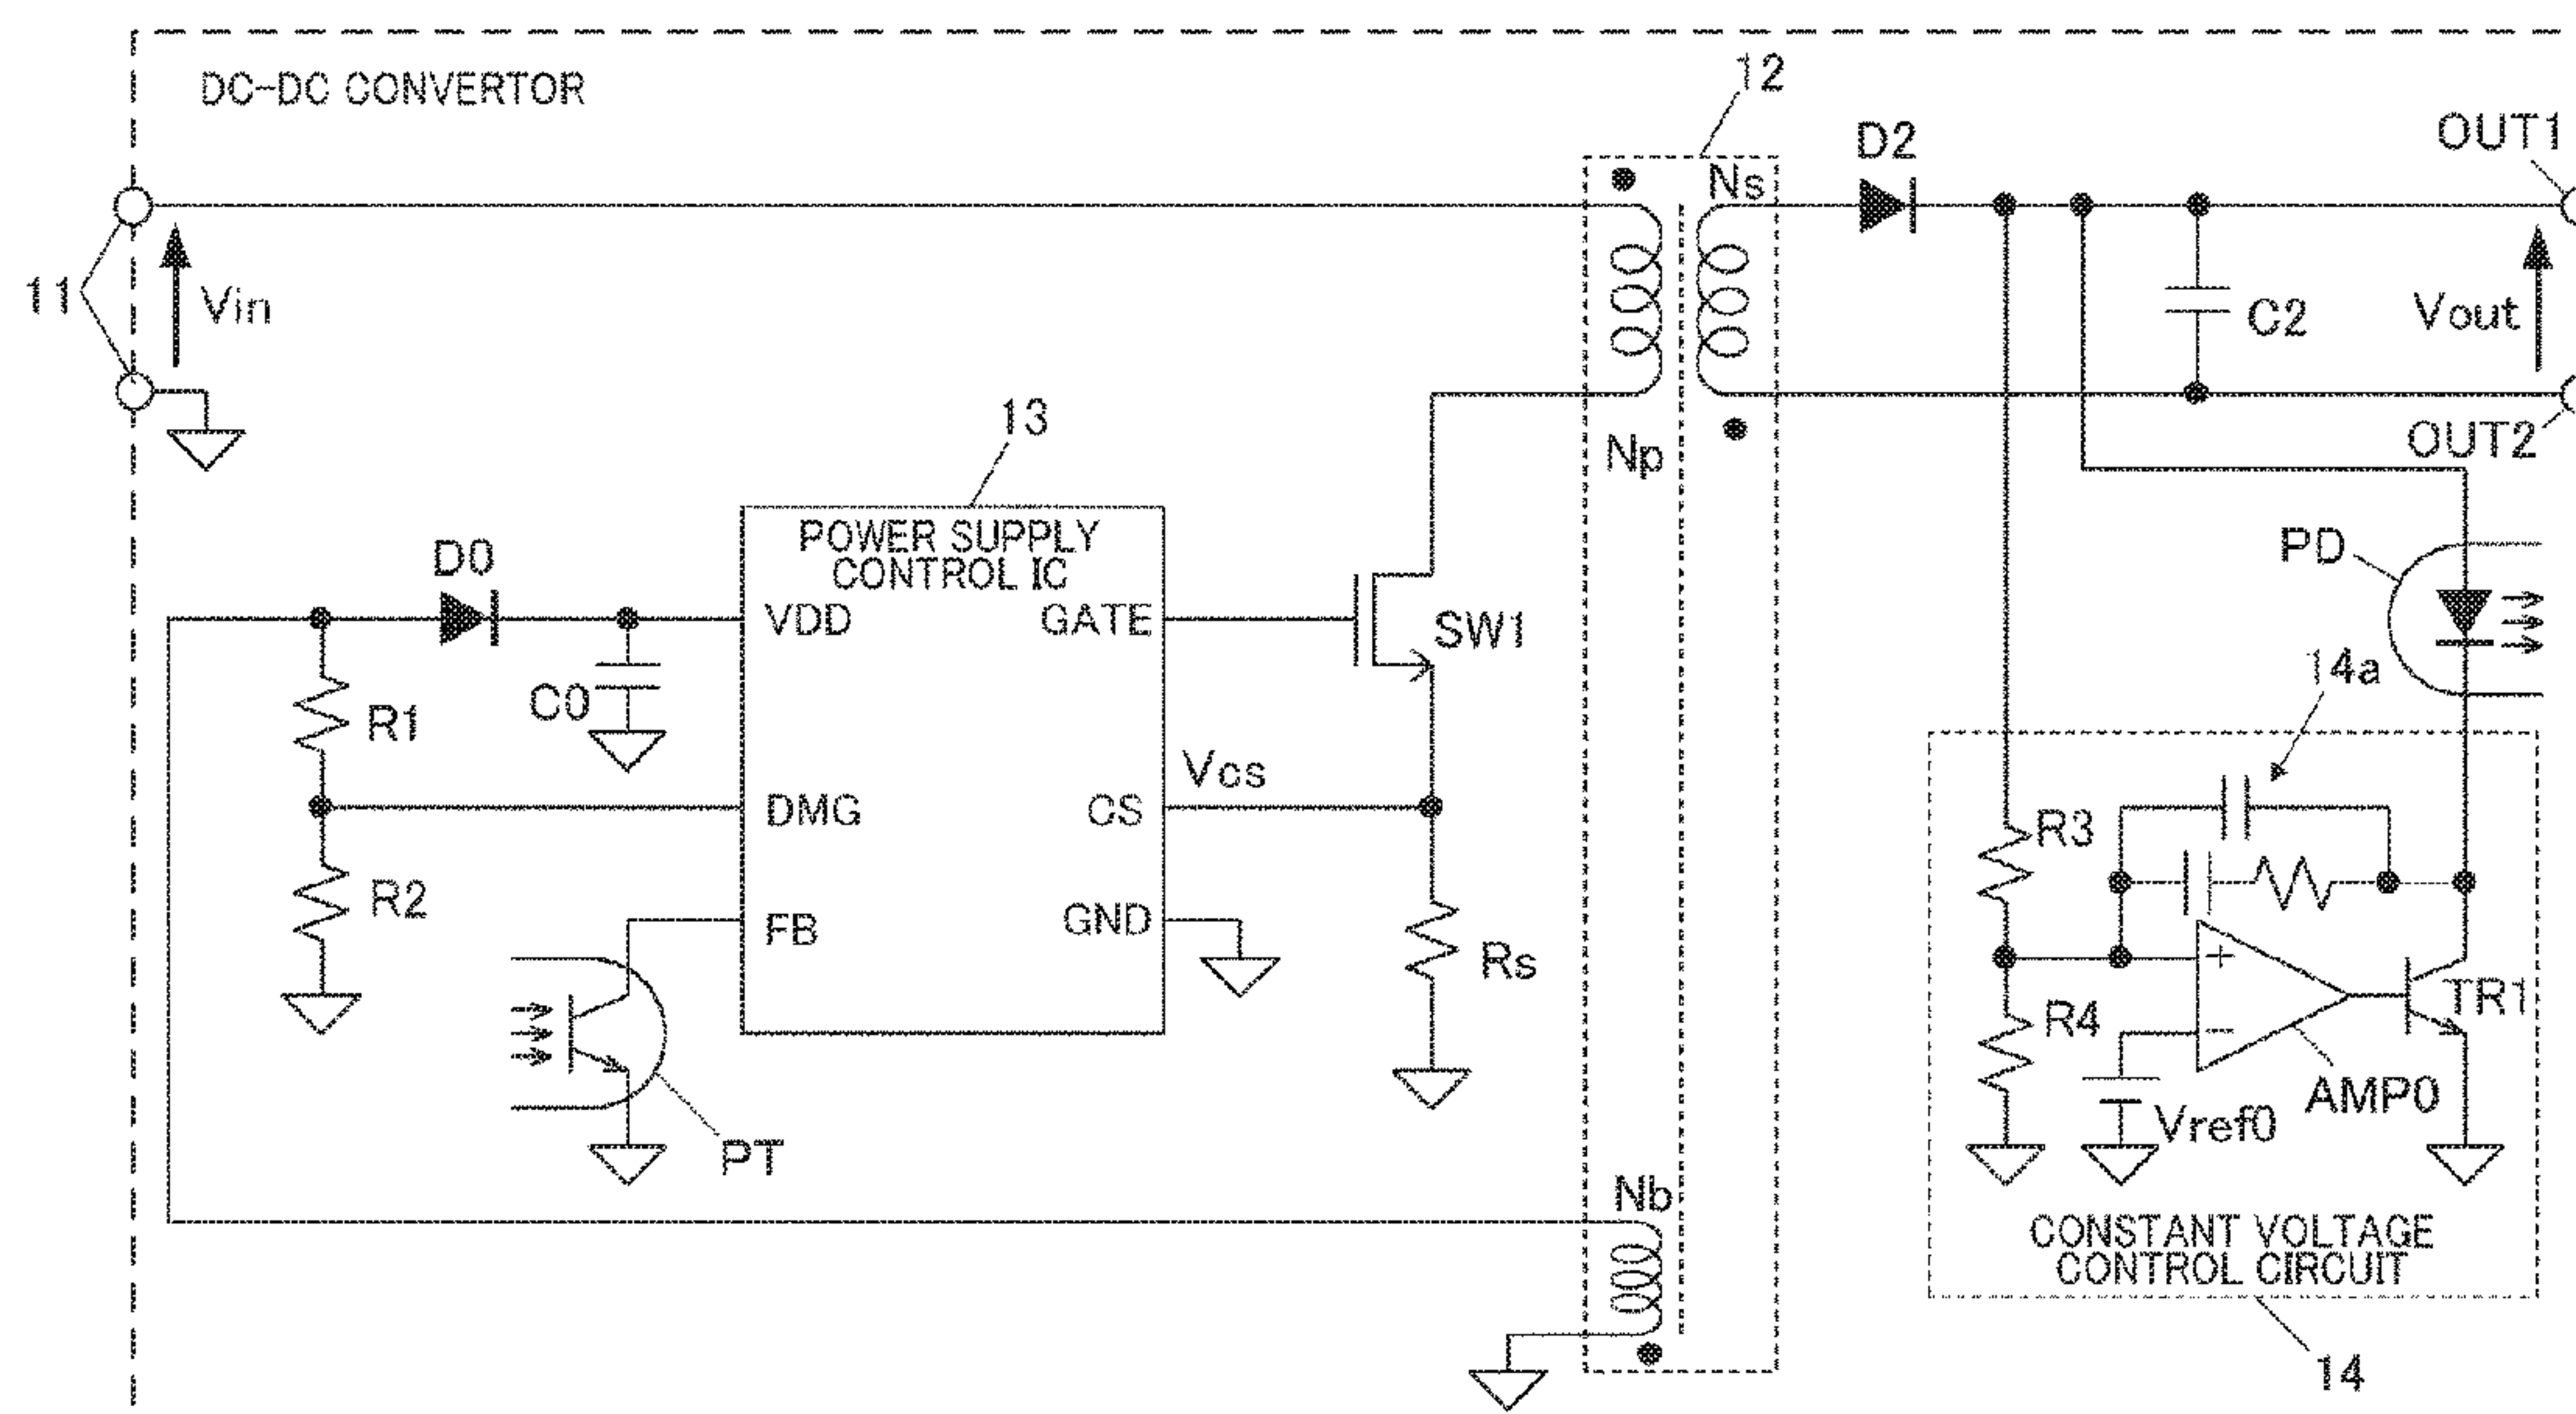 DC-DC CONVERTOR
12
D2
OUT1
Ns
11
Vin
C2
Vout
13
Np
OUT2
POWER SUPPLY
CONTROL IC
D0
PD
VDD
GATE
SW1
14a
C0
R1
Vcs
DMG
CS
R3
R2
FB
GND
Rs
+
R4
TR1
-
AMP0
Vref0
PT
Nb
CONSTANT VOLTAGE
CONTROL CIRCUIT
14